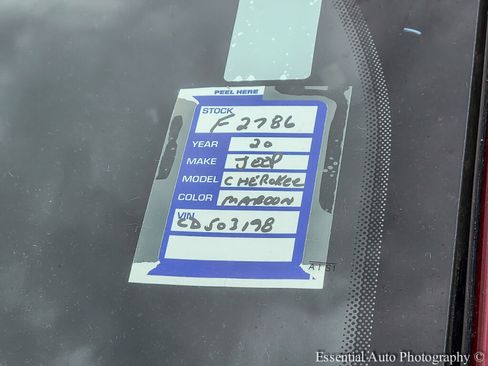 PEEL HERE
STOCK F2786
YEAR 20
MAKE JEEP
MODEL CHEROKEE
COLOR MAROON
VIN CD503198
Essential Auto Photography ©